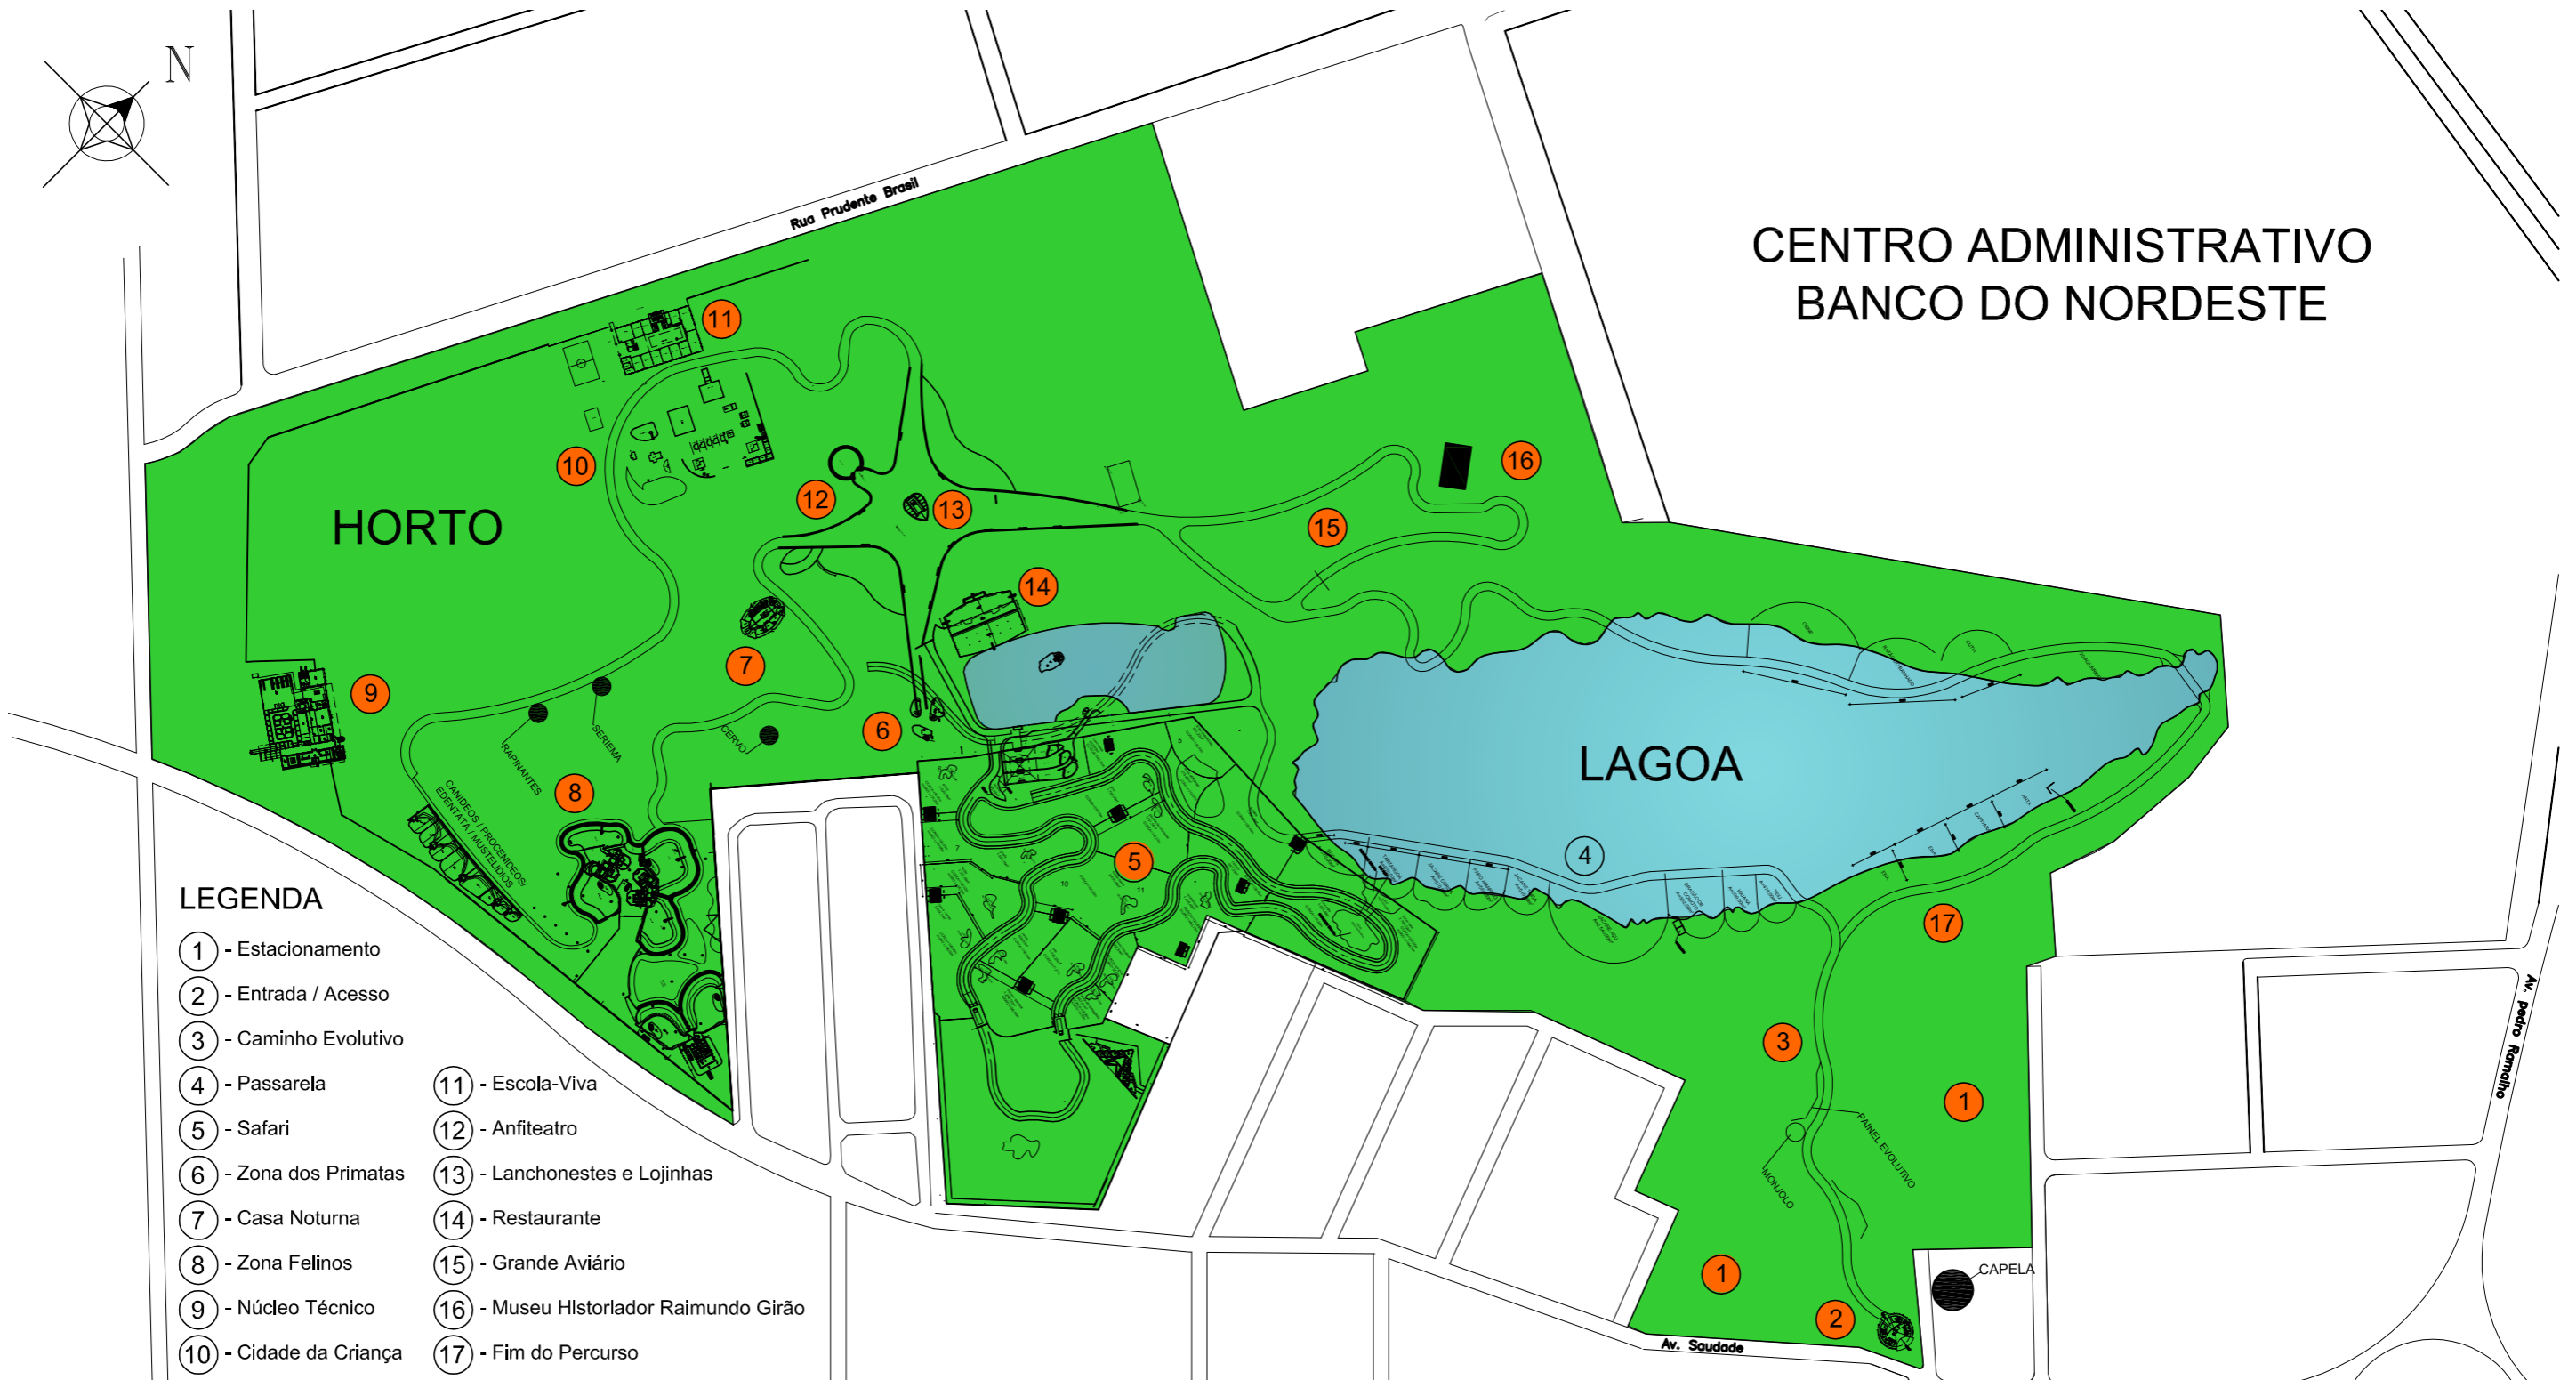 N
Rua Prudente Brasil
CENTRO ADMINISTRATIVO
BANCO DO NORDESTE
11
10
12
13
16
15
HORTO
14
7
9
6
SERIEMA
RAPINANTES
CERVO
8
CANIDEOS / PROCENIDEOS/
EDENTATA / MUSTELIDIOS
LAGOA
5
4
17
3
1
PAINEL EVOLUTIVO
MONJOLO
1
2
CAPELA
Av. Saudade
Av. pedro Ramalho
LEGENDA
1 - Estacionamento
2 - Entrada / Acesso
3 - Caminho Evolutivo
4 - Passarela
5 - Safari
6 - Zona dos Primatas
7 - Casa Noturna
8 - Zona Felinos
9 - Núcleo Técnico
10 - Cidade da Criança
11 - Escola-Viva
12 - Anfiteatro
13 - Lanchonestes e Lojinhas
14 - Restaurante
15 - Grande Aviário
16 - Museu Historiador Raimundo Girão
17 - Fim do Percurso